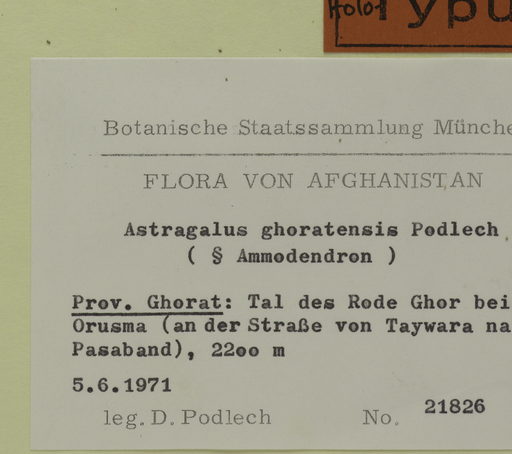 Holo-Typu
Botanische Staatssammlung Münche
FLORA VON AFGHANISTAN
Astragalus ghoratensis Podlech
( § Ammodendron )
Prov. Ghorat: Tal des Rode Ghor bei
Orusma (an der Straße von Taywara na
Pasaband), 22oo m
5.6.1971
leg. D. Podlech No. 21826